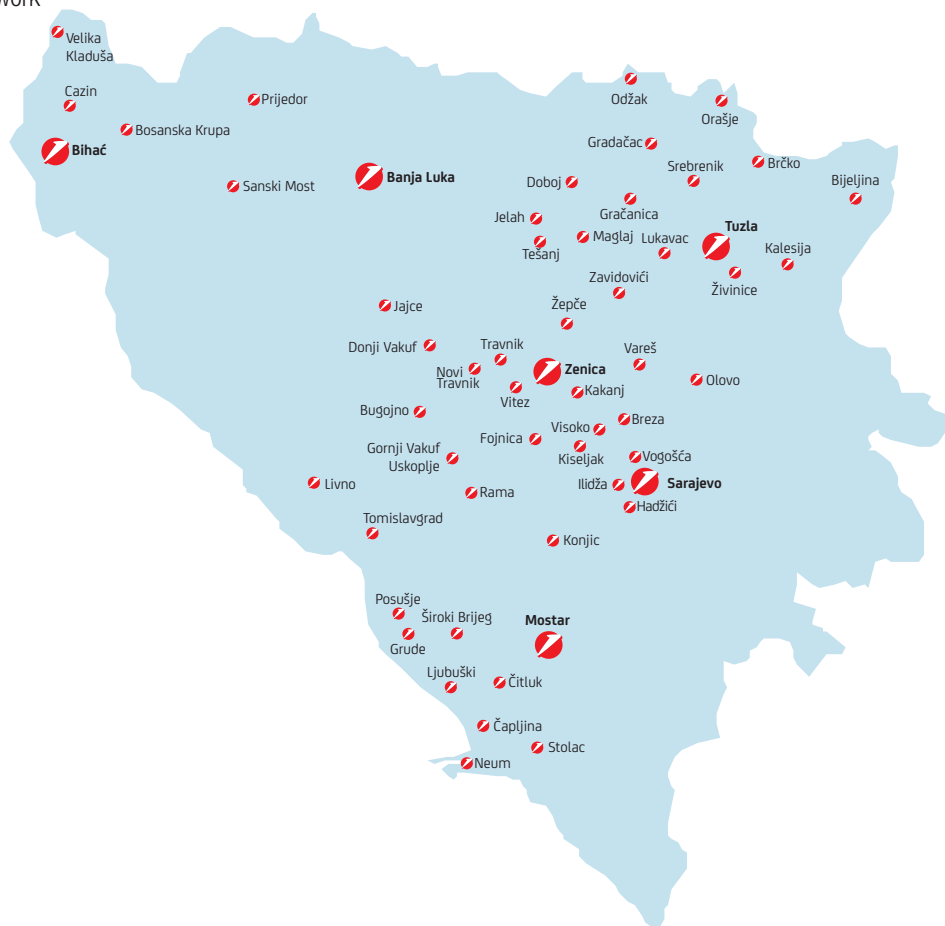 work
Velika
Kladuša
Cazin
Prijedor
Odžak
Orašje
Bosanska Krupa
Gradačac
Bihać
Brčko
Srebrenik
Banja Luka
Doboj
Bijeljina
Sanski Most
Gračanica
Jelah
Tuzla
Maglaj
Lukavac
Tešanj
Kalesija
Zavidovići
Živinice
Žepče
Jajce
Donji Vakuf
Travnik
Vareš
Novi
Travnik
Zenica
Olovo
Kakanj
Vitez
Bugojno
Breza
Visoko
Fojnica
Gornji Vakuf
Uskoplje
Kiseljak
Vogošća
Livno
Ilidža
Sarajevo
Rama
Hadžići
Tomislavgrad
Konjic
Posušje
Široki Brijeg
Mostar
Grude
Ljubuški
Čitluk
Čapljina
Stolac
Neum